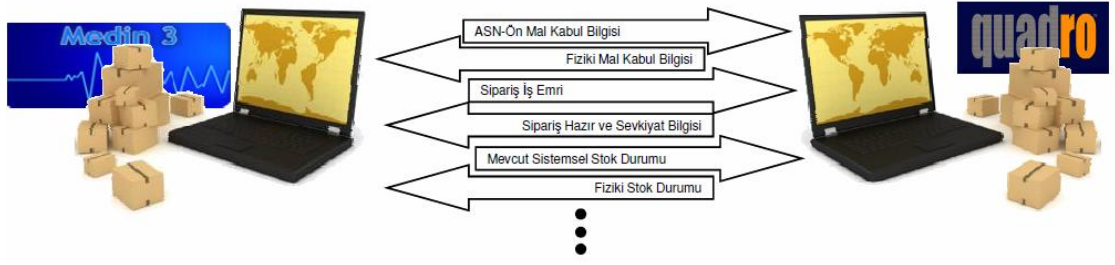 Medin 3
quadro
ASN-Ön Mal Kabul Bilgisi
Fiziki Mal Kabul Bilgisi
Sipariş İş Emri
Sipariş Hazır ve Sevkiyat Bilgisi
Mevcut Sistemsel Stok Durumu
Fiziki Stok Durumu